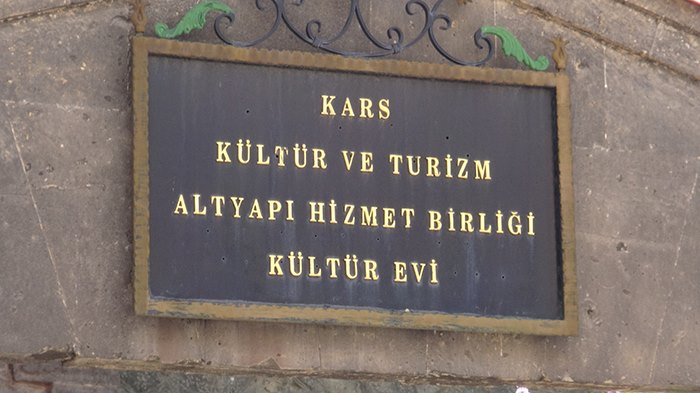 KARS
KÜLTÜR VE TURİZM
ALTYAPI HİZMET BİRLİĞİ
KÜLTÜR EVİ